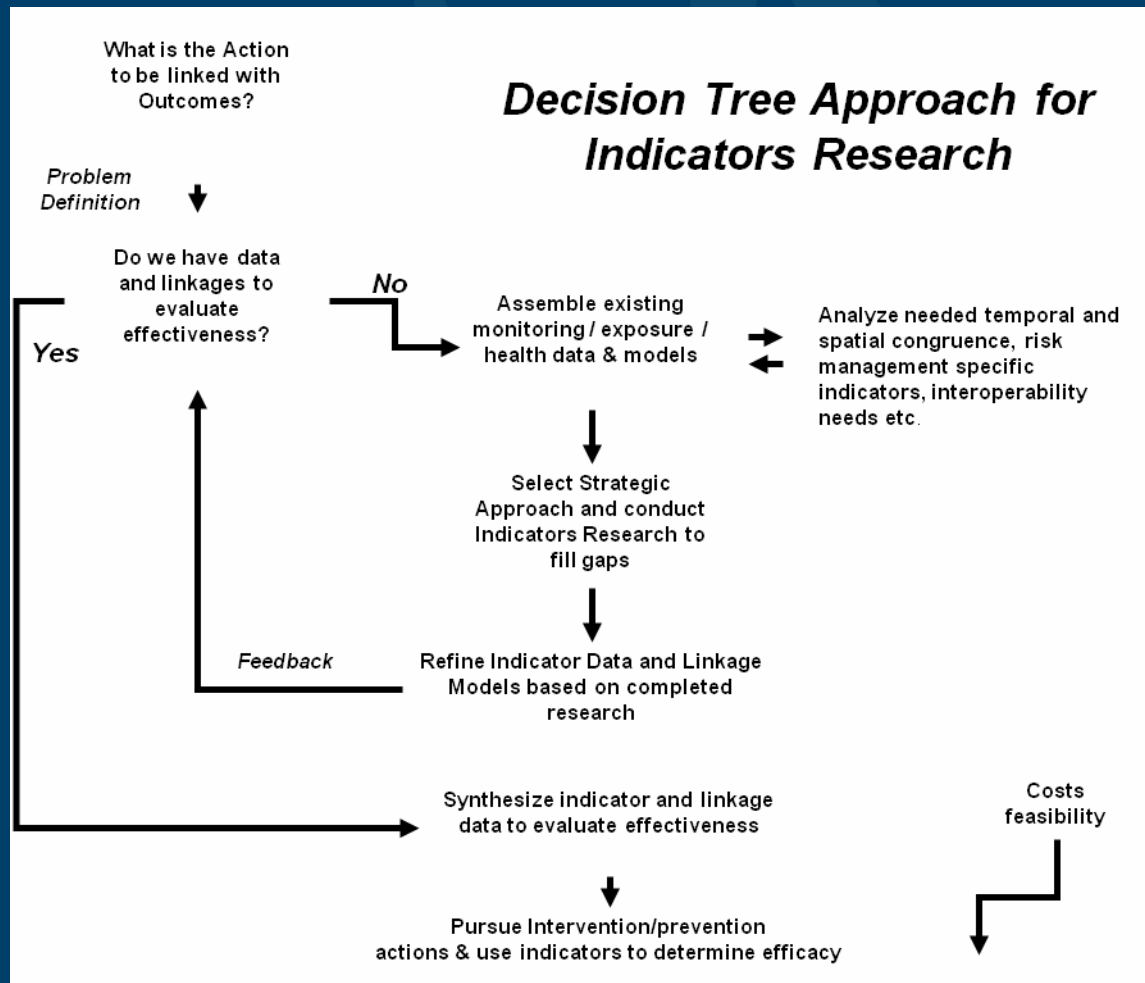 What is the Action
to be linked with
Outcomes?
Decision Tree Approach for
Indicators Research
Problem
Definition
Do we have data
and linkages to
evaluate
effectiveness?
No
Yes
Assemble existing
monitoring / exposure /
health data & models
Analyze needed temporal and
spatial congruence, risk
management specific
indicators, interoperability
needs etc.
Select Strategic
Approach and conduct
Indicators Research to
fill gaps
Feedback
Refine Indicator Data and Linkage
Models based on completed
research
Synthesize indicator and linkage
data to evaluate effectiveness
Costs
feasibility
Pursue Intervention/prevention
actions & use indicators to determine efficacy